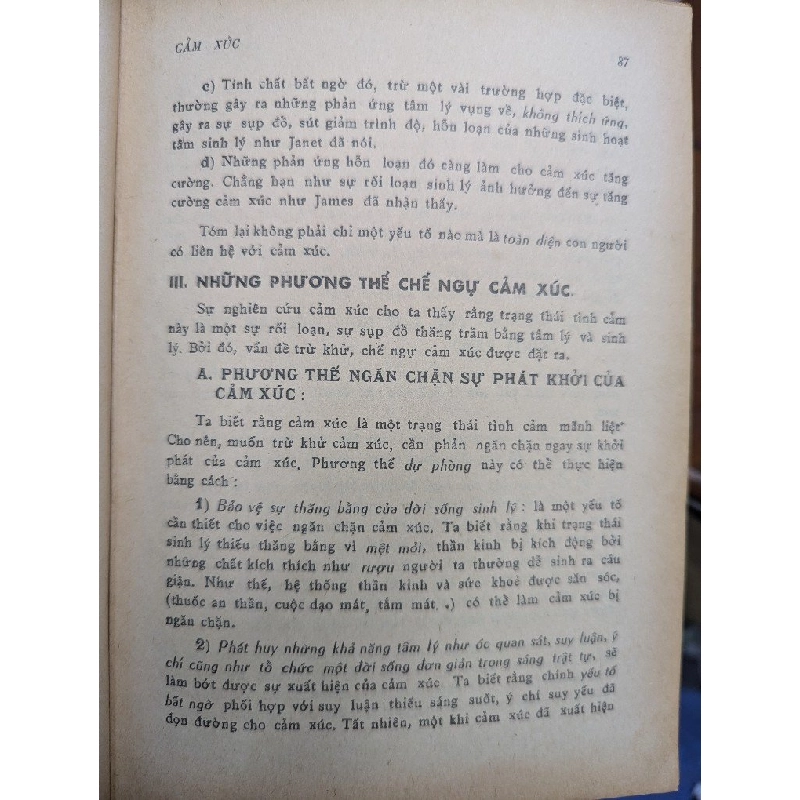 CẢM XÚC
87
c) Tính chất bất ngờ đó, trừ một vài trường hợp đặc biệt,
thường gây ra những phản ứng tâm lý vụng về, không thích ứng,
gây ra sự sụp đồ, sút giảm trình độ, hỗn loạn của những sinh hoạt
tâm sinh lý như Janet đã nói.
d) Những phản ứng hỗn loạn đó càng làm cho cảm xúc tăng
cường. Chẳng hạn như sự rối loạn sinh lý ảnh hưởng đến sự tăng
cường cảm xúc như James đã nhận thấy.
Tóm lại không phải chỉ một yếu tố nào mà là toàn diện con người
có liên hệ với cảm xúc.
III. NHỮNG PHƯƠNG THẾ CHẾ NGỰ CẢM XÚC.
Sự nghiên cứu cảm xúc cho ta thấy rằng trạng thái tình cảm
này là một sự rối loạn, sự sụp đồ thăng trầm bằng tâm lý và sinh
lý. Bởi đó, vấn đề trừ khử, chế ngự cảm xúc được đặt ra.
A. PHƯƠNG THẾ NGĂN CHẬN SỰ PHÁT KHỞI CỦA
CẢM XÚC :
Ta biết rằng cảm xúc là một trạng thái tình cảm mãnh liệt
Cho nên, muốn trừ khử cảm xúc, cần phản ngăn chặn ngay sự khởi
phát của cảm xúc, Phương thế dự phòng này có thể thực hiện
bằng cách :
1) Bảo vệ sự thăng bằng của đời sống sinh lý : là một yếu tố
cần thiết cho việc ngăn chặn cảm xúc. Ta biết rằng khi trạng thái
sinh lý thiếu thăng bằng vì mệt mỏi, thần kinh bị kích động bởi
những chất kích thích như rượu người ta thường dễ sinh ra cáu
giận. Như thế, hệ thống thần kinh và sức khoẻ được săn sóc,
(thuốc an thần, cuộc dạo mát, tắm mát..) có thể làm cảm xúc bị
ngăn chặn.
2) Phát huy những khả năng tâm lý như óc quan sát, suy luận, ý
chí cũng như tổ chức một đời sống đơn giản trong sáng trật tự, sẽ
làm bớt được sự xuất hiện của cảm xúc Ta biết rằng chính yếu tố
bất ngờ phối hợp với suy luận thiếu sáng suốt, ý chí suy yếu đã
dọn đường cho cảm xúc. Tất nhiên, một khi cảm xúc đã xuất hiện